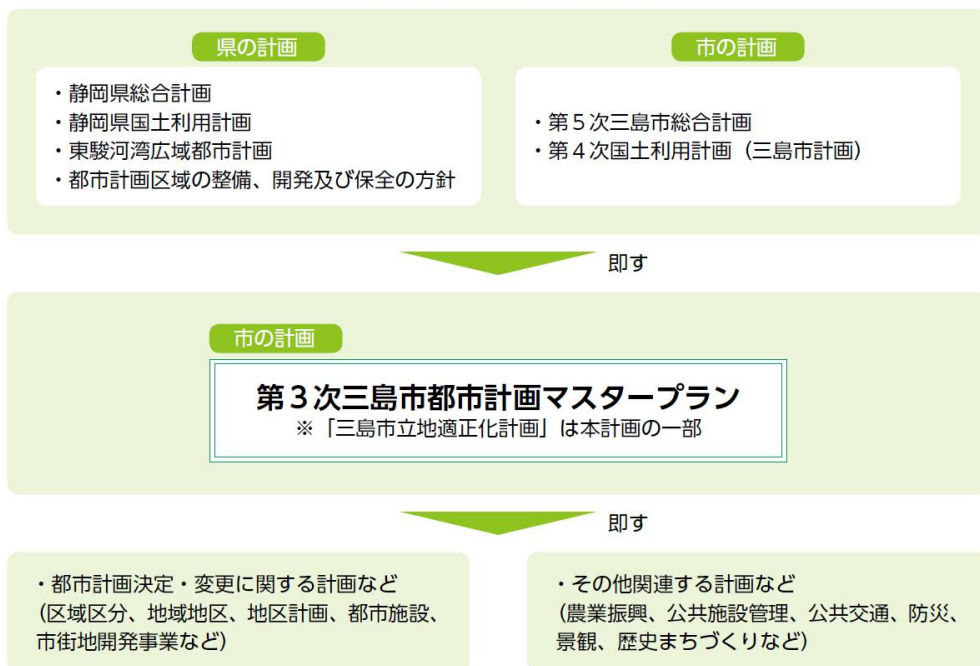 県の計画
・静岡県総合計画
・静岡県国土利用計画
・東駿河湾広域都市計画
・都市計画区域の整備、開発及び保全の方針
市の計画
・第５次三島市総合計画
・第４次国土利用計画（三島市計画）
即す
市の計画
第３次三島市都市計画マスタープラン
※「三島市立地適正化計画」は本計画の一部
即す
・都市計画決定・変更に関する計画など
（区域区分、地域地区、地区計画、都市施設、
市街地開発事業など）
・その他関連する計画など
（農業振興、公共施設管理、公共交通、防災、
景観、歴史まちづくりなど）